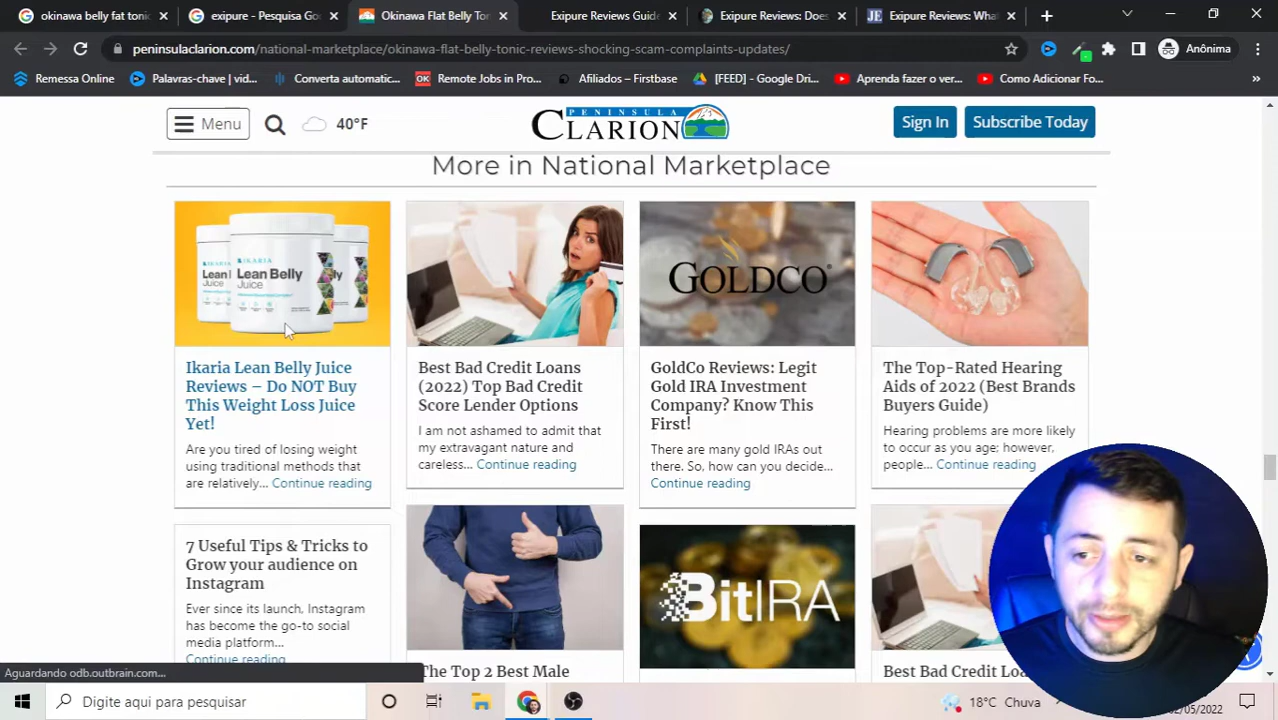 okinawa fat tonic
exipure - Pesquisa Go
Okinawa Flat Belly To
Exipure Reviews Guide
Exipure Reviews Does
Exipure Reviews: Wha
peninsulaclarion.com/national-marketplace/okinawa-flat-belly-tonic-reviews-shocking-scam-complaints-updates/
Anônima
Remessa Online
Palavras-chave | vid...
Converta automatic...
Remote Jobs in Pro...
Afiliados – Firstbase
[FEED] - Google Dri...
Aprenda fazer o ver...
Como Adicionar Fo...
Menu
40°F
PENINSULA
CLARION
Sign In
Subscribe Today
More in National Marketplace
IKARIA
Lean Belly
Juice
GOLDCO
Ikaria Lean Belly Juice
Reviews – Do NOT Buy
This Weight Loss Juice
Yet!
Are you tired of losing weight
using traditional methods that
are relatively... Continue reading
Best Bad Credit Loans
(2022) Top Bad Credit
Score Lender Options
I am not ashamed to admit that
my extravagant nature and
careless... Continue reading
GoldCo Reviews: Legit
Gold IRA Investment
Company? Know This
First!
There are many gold IRAs out
there. So, how can you decide...
Continue reading
The Top-Rated Hearing
Aids of 2022 (Best Brands
Buyers Guide)
Hearing problems are more likely
to occur as you age; however,
people... Continue reading
7 Useful Tips & Tricks to
Grow your audience on
Instagram
Ever since its launch, Instagram
has become the go-to social
media platform...
Continue reading
BitIRA
The Top 2 Best Male
Best Bad Credit Loa
Aguardando odb.outbrain.com...
Digite aqui para pesquisar
18°C Chuva
02/05/2022